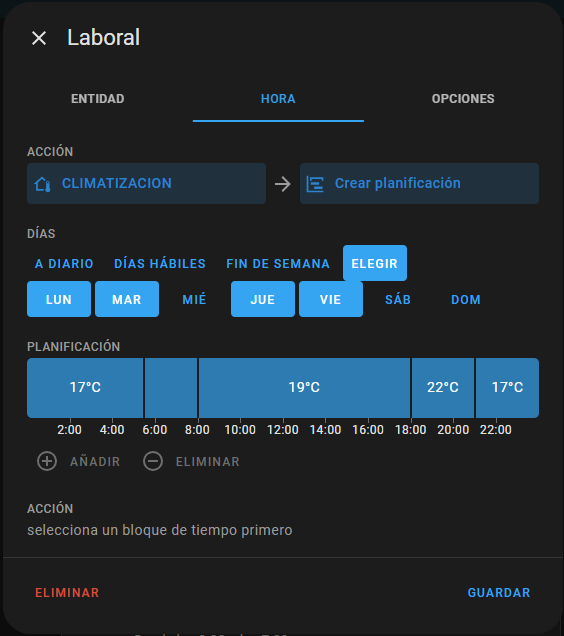 Laboral
ENTIDAD HORA OPCIONES
ACCIÓN
CLIMATIZACION Crear planificación
DÍAS
A DIARIO DÍAS HÁBILES FIN DE SEMANA ELEGIR
LUN MAR MIÉ JUE VIE SÁB DOM
PLANIFICACIÓN
17°C 19°C 22°C 17°C
2:00 4:00 6:00 8:00 10:00 12:00 14:00 16:00 18:00 20:00 22:00
AÑADIR ELIMINAR
ACCIÓN
selecciona un bloque de tiempo primero
ELIMINAR GUARDAR